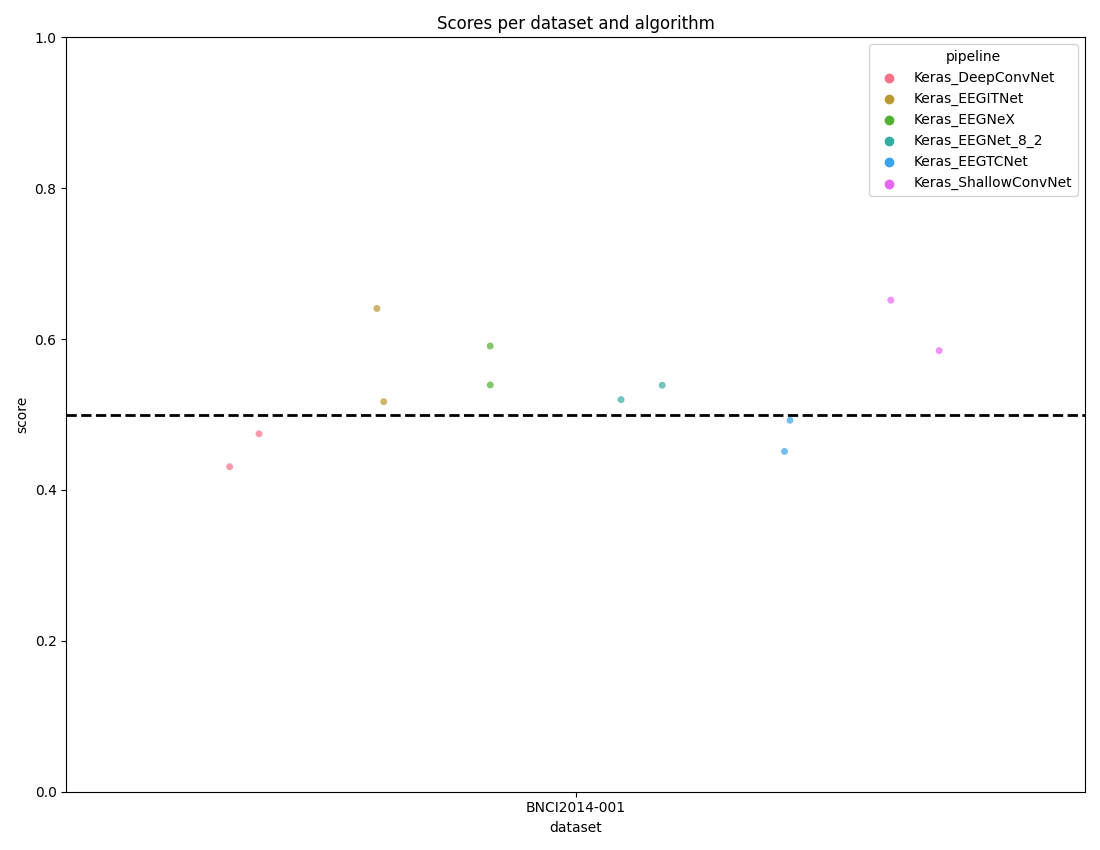 Scores per dataset and algorithm
1.0
0.8
0.6
0.4
0.2
0.0
score
pipeline
Keras_DeepConvNet
Keras_EEGITNet
Keras_EEGNeX
Keras_EEGNet_8_2
Keras_EEGTCNet
Keras_ShallowConvNet
BNCI2014-001
dataset